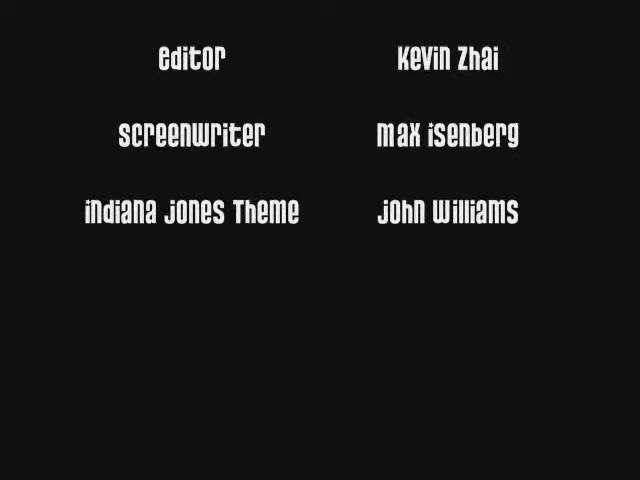 editor Kevin Zhai
screenwriter Max Isenberg
indiana jones Theme john Williams